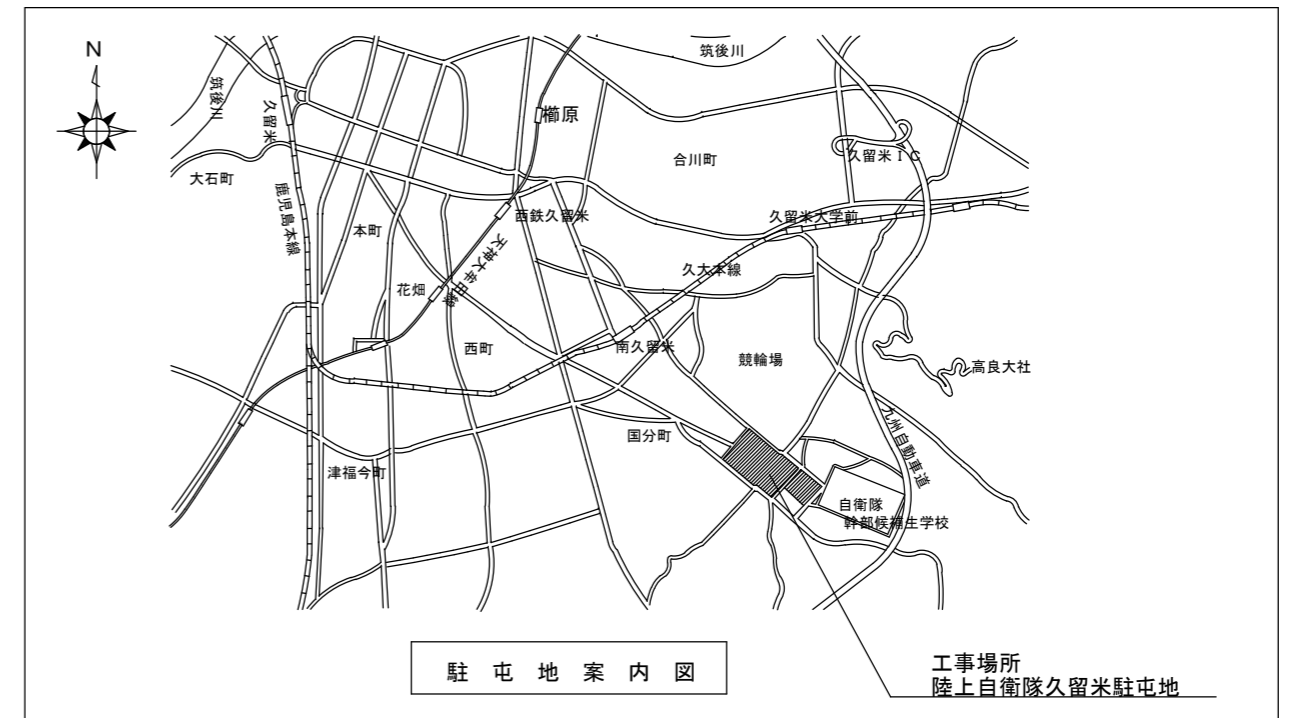 N
筑後川
筑後川
久留米
櫛原
合川町
久留米ＩＣ
大石町
鹿児島本線
本町
西鉄久留米
久留米大学前
天神大牟田線
久大本線
花畑
西町
南久留米
競輪場
高良大社
国分町
九州自動車道
津福今町
自衛隊
幹部候補生学校
駐屯地案内図
工事場所
陸上自衛隊久留米駐屯地